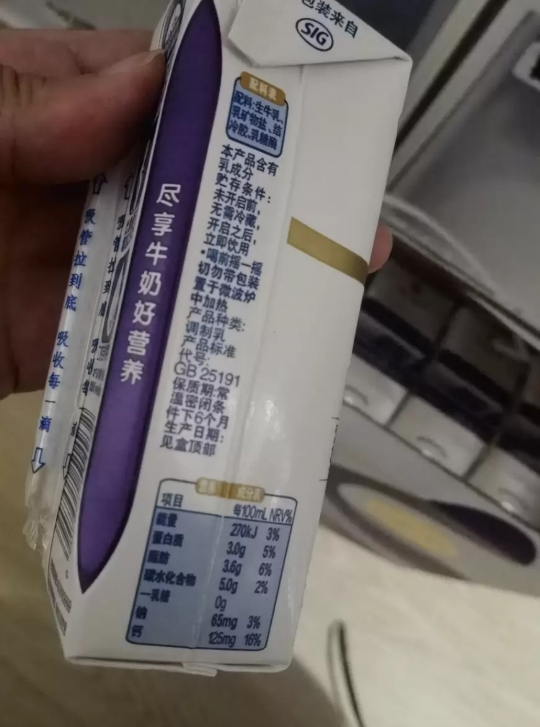 包装来自
SIG
配料表
配料:生牛乳、
乳矿物盐、结
冷胶、乳糖酶
本产品含有
乳成分
贮存条件:
未开启前,
无需冷藏,
开启之后,
立即饮用
•喝前摇一摇
切勿带包装
置于微波炉
中加热
产品种类:
调制乳
产品标准
代号:
GB 25191
保质期:常
温密闭条
件下6个月
生产日期:
见盒顶部
尽享牛奶好营养
吸管拉到底 吸收每一滴
成分表
项目 每100mL NRV%
能量 270kJ 3%
蛋白质 3.0g 5%
脂肪 3.6g 6%
碳水化合物 5.0g 2%
—乳糖 0g
钠 65mg 3%
钙 125mg 16%